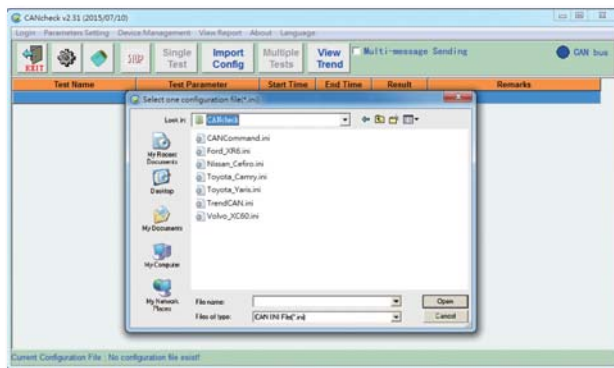 CANcheck v2.31 (2015/07/10)
Login Parameters Setting Device Management View Report About Language
EXIT
STOP
Single Test
Import Config
Multiple Tests
View Trend
Multi-message Sending
CAN bus
Test Name Test Parameter Start Time End Time Result Remarks
Select one configuration file(*.ini)
Look in: CANcheck
My Recent Documents
Desktop
My Documents
My Computer
My Network Places
CANCommand.ini
Ford_XR6.ini
Nissan_Cefiro.ini
Toyota_Camry.ini
Toyota_Yaris.ini
TrendCAN.ini
Volvo_XC60.ini
File name: Open
Files of type: CAN INI File(*.ini) Cancel
Current Configuration File : No configuration file exist!